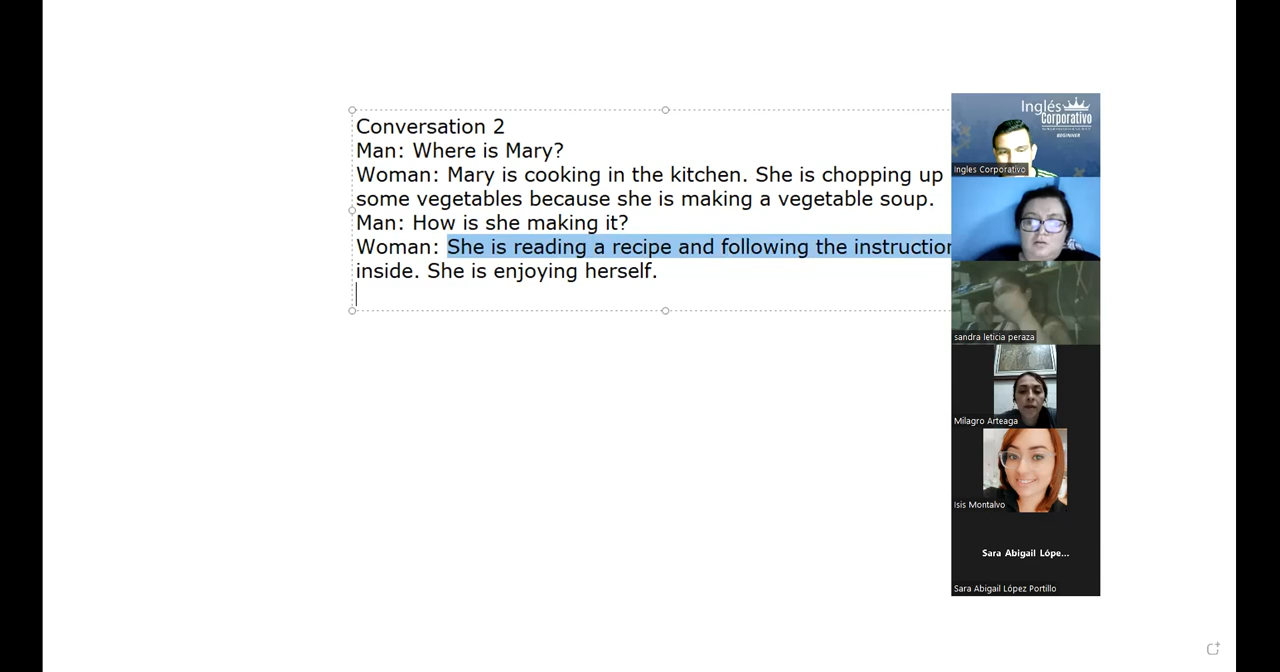 Conversation 2
Man: Where is Mary?
Woman: Mary is cooking in the kitchen. She is chopping up
some vegetables because she is making a vegetable soup.
Man: How is she making it?
Woman: She is reading a recipe and following the instruction
inside. She is enjoying herself.
Inglés
Corporativo
BEGINNER
Ingles Corporativo
sandra leticia peraza
Milagro Arteaga
Isis Montalvo
Sara Abigail Lópe...
Sara Abigail López Portillo